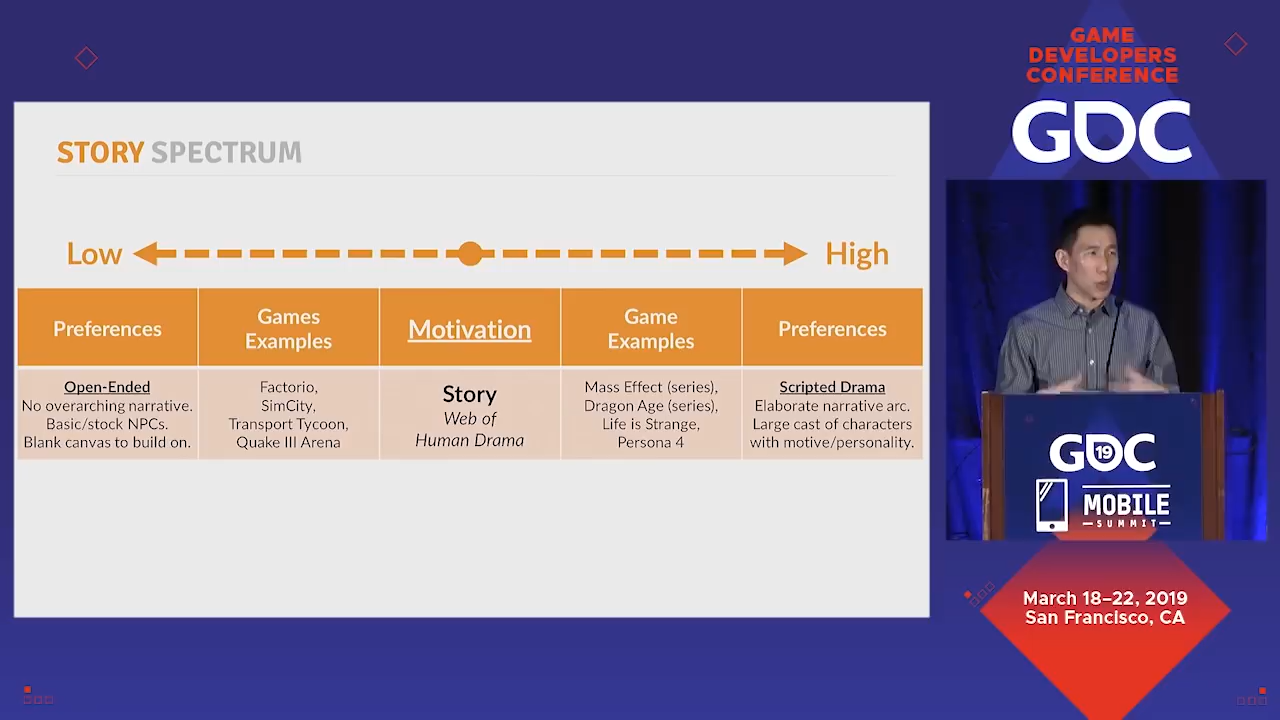 GAME
DEVELOPERS
CONFERENCE
GDC
STORY SPECTRUM
Low
High
Preferences
Games
Examples
Motivation
Game
Examples
Preferences
Open-Ended
No overarching narrative.
Basic/stock NPCs.
Blank canvas to build on.
Factorio,
SimCity,
Transport Tycoon,
Quake III Arena
Story
Web of
Human Drama
Mass Effect (series),
Dragon Age (series),
Life is Strange,
Persona 4
Scripted Drama
Elaborate narrative arc.
Large cast of characters
with motive/personality.
GDC 19
MOBILE
SUMMIT
March 18–22, 2019
San Francisco, CA